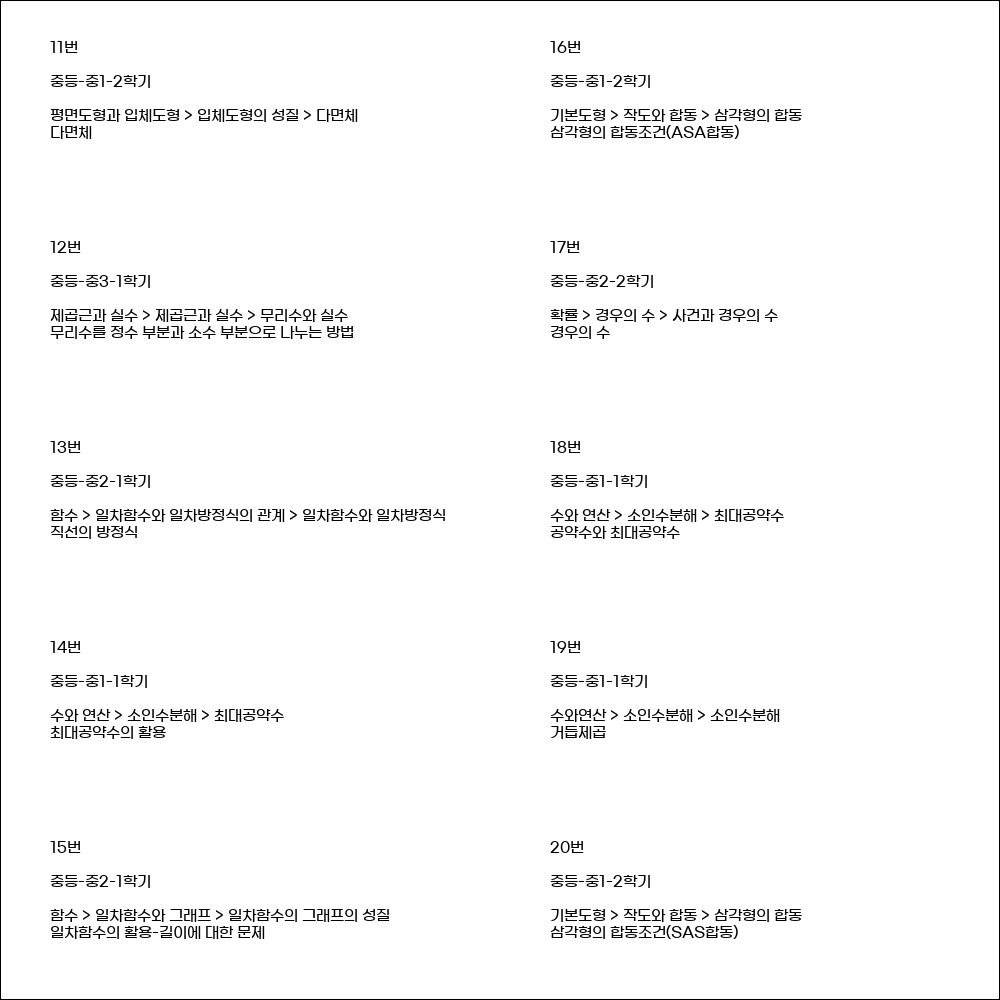 11번
중등-중1-2학기
평면도형과 입체도형 > 입체도형의 성질 > 다면체
다면체
12번
중등-중3-1학기
제곱근과 실수 > 제곱근과 실수 > 무리수와 실수
무리수를 정수 부분과 소수 부분으로 나누는 방법
13번
중등-중2-1학기
함수 > 일차함수와 일차방정식의 관계 > 일차함수와 일차방정식
직선의 방정식
14번
중등-중1-1학기
수와 연산 > 소인수분해 > 최대공약수
최대공약수의 활용
15번
중등-중2-1학기
함수 > 일차함수와 그래프 > 일차함수의 그래프의 성질
일차함수의 활용-길이에 대한 문제
16번
중등-중1-2학기
기본도형 > 작도와 합동 > 삼각형의 합동
삼각형의 합동조건(ASA합동)
17번
중등-중2-2학기
확률 > 경우의 수 > 사건과 경우의 수
경우의 수
18번
중등-중1-1학기
수와 연산 > 소인수분해 > 최대공약수
공약수와 최대공약수
19번
중등-중1-1학기
수와연산 > 소인수분해 > 소인수분해
거듭제곱
20번
중등-중1-2학기
기본도형 > 작도와 합동 > 삼각형의 합동
삼각형의 합동조건(SAS합동)